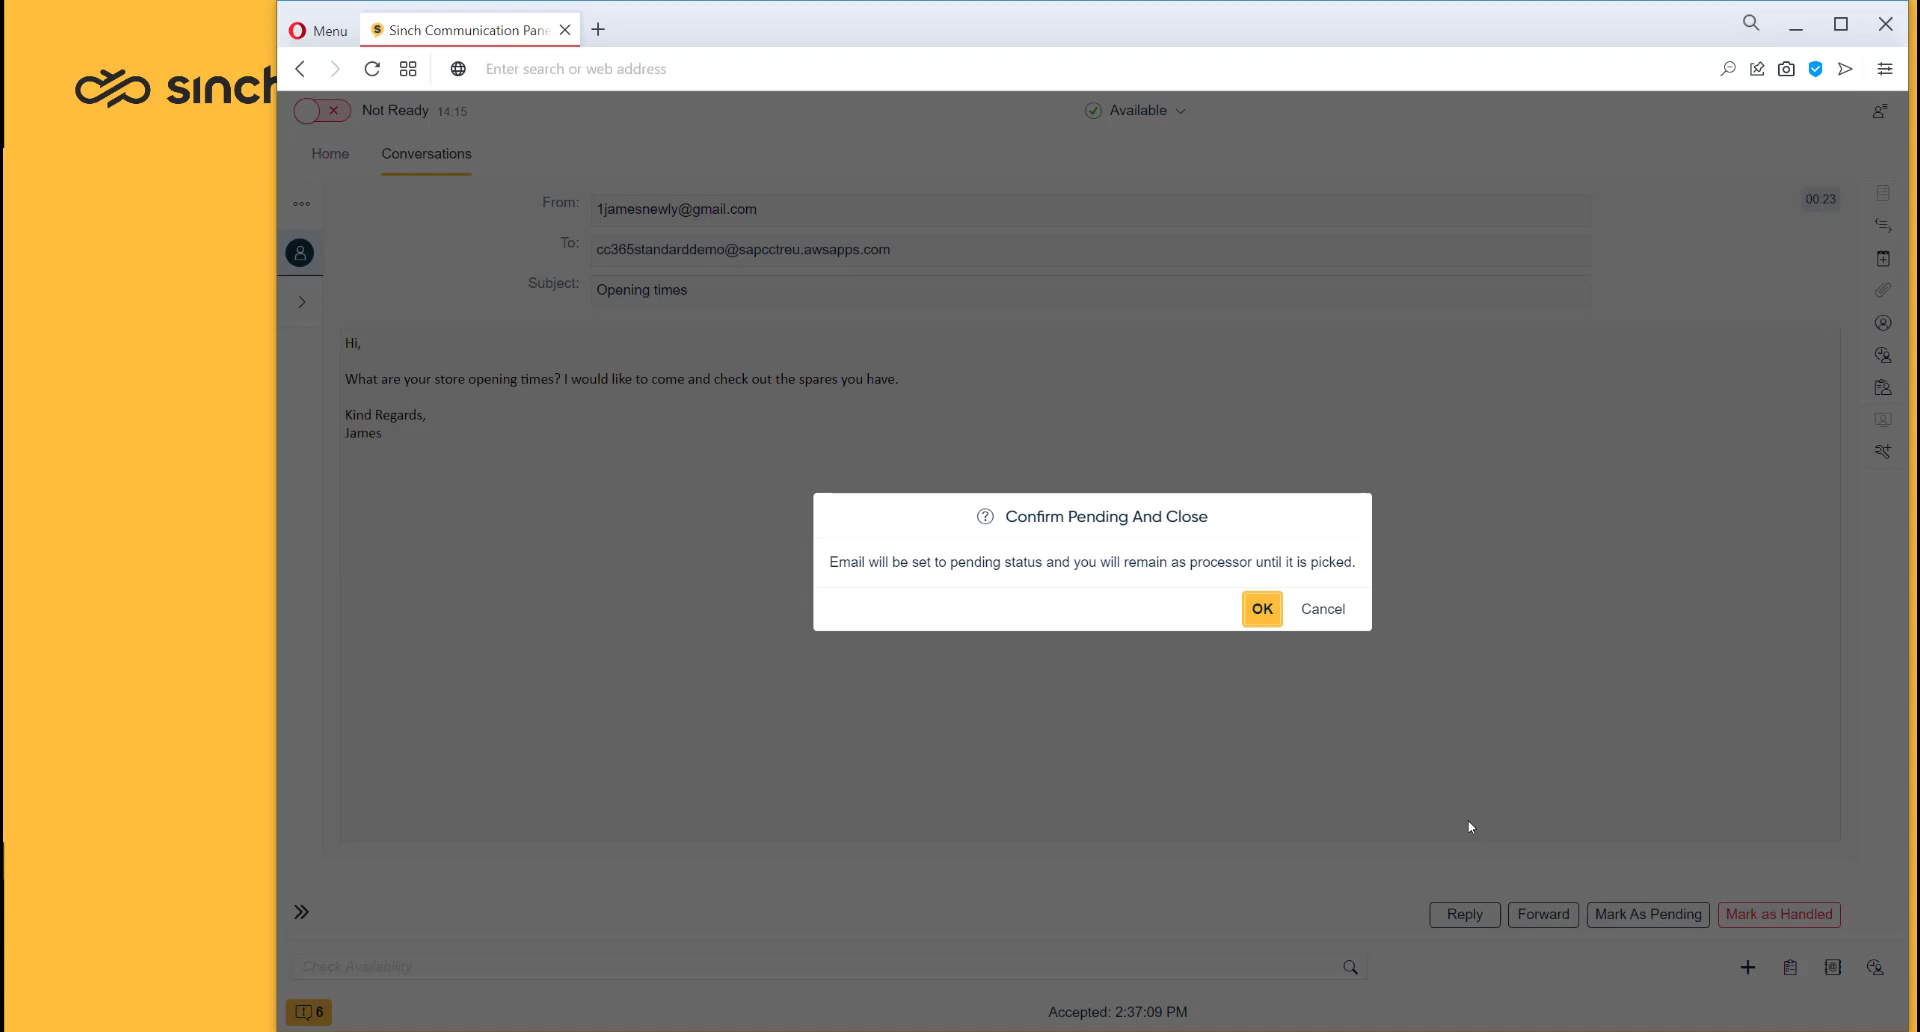 Menu
Sinch Communication Pane
sinch
Enter search or web address
Not Ready 14:15
Available
Home
Conversations
From: 1jamesnewly@gmail.com
00:23
To: cc365standarddemo@sapcctreu.awsapps.com
Subject: Opening times
Hi,
What are your store opening times? I would like to come and check out the spares you have.
Kind Regards,
James
Confirm Pending And Close
Email will be set to pending status and you will remain as processor until it is picked.
OK Cancel
Reply Forward Mark As Pending Mark as Handled
Check Availability
6
Accepted: 2:37:09 PM